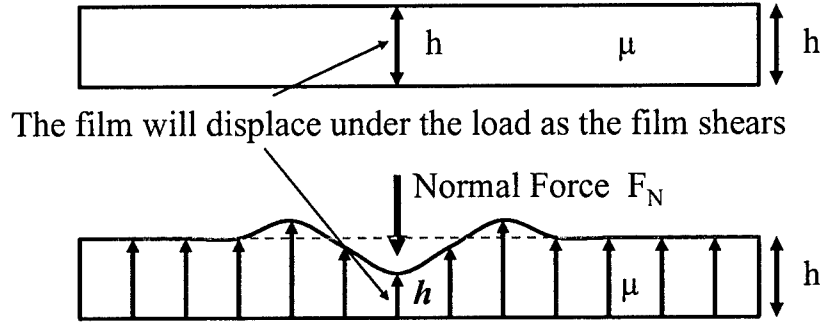 h μ h
The film will displace under the load as the film shears
Normal Force F_N
h μ h